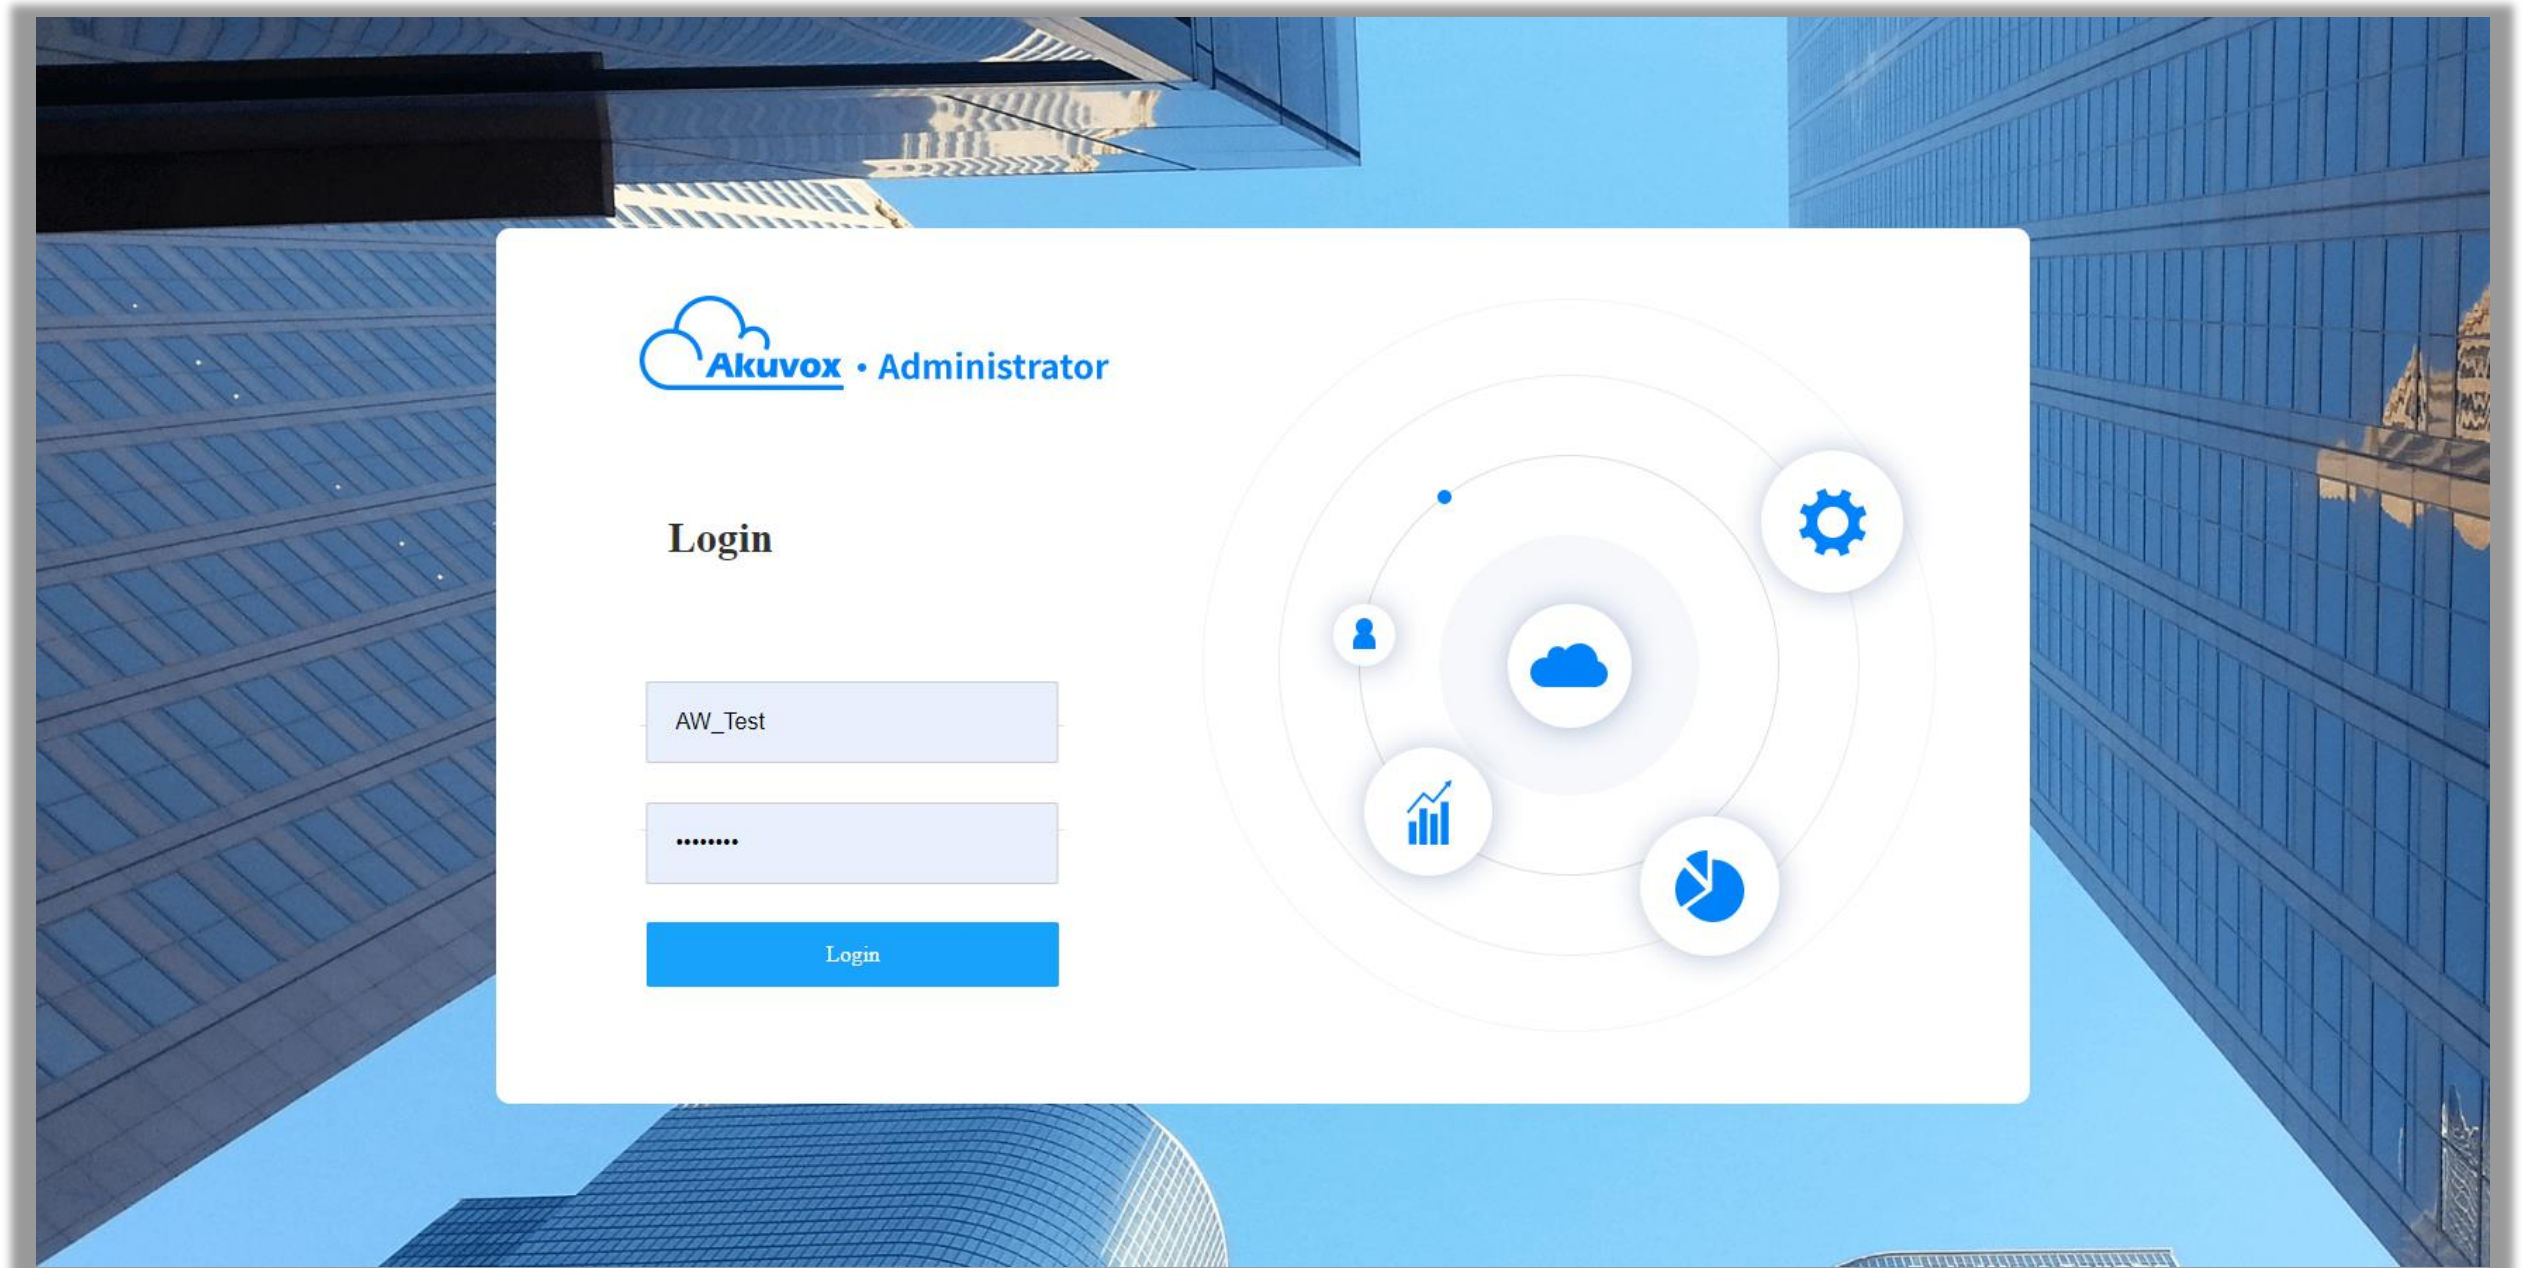 Akuvox · Administrator
Login
AW_Test
••••••••
Login